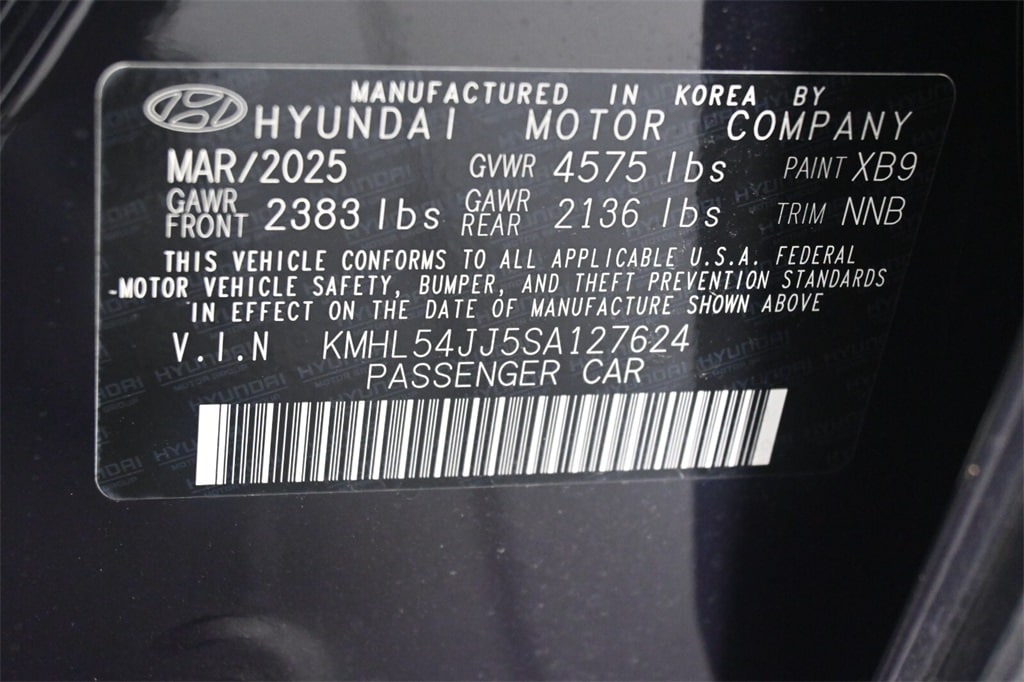 MANUFACTURED IN KOREA BY
HYUNDAI MOTOR COMPANY
MAR/2025 GVWR 4575 lbs PAINT XB9
GAWR FRONT 2383 lbs GAWR REAR 2136 lbs TRIM NNB
THIS VEHICLE CONFORMS TO ALL APPLICABLE U.S.A. FEDERAL
-MOTOR VEHICLE SAFETY, BUMPER, AND THEFT PREVENTION STANDARDS
IN EFFECT ON THE DATE OF MANUFACTURE SHOWN ABOVE
V.I.N KMHL54JJ5SA127624
PASSENGER CAR